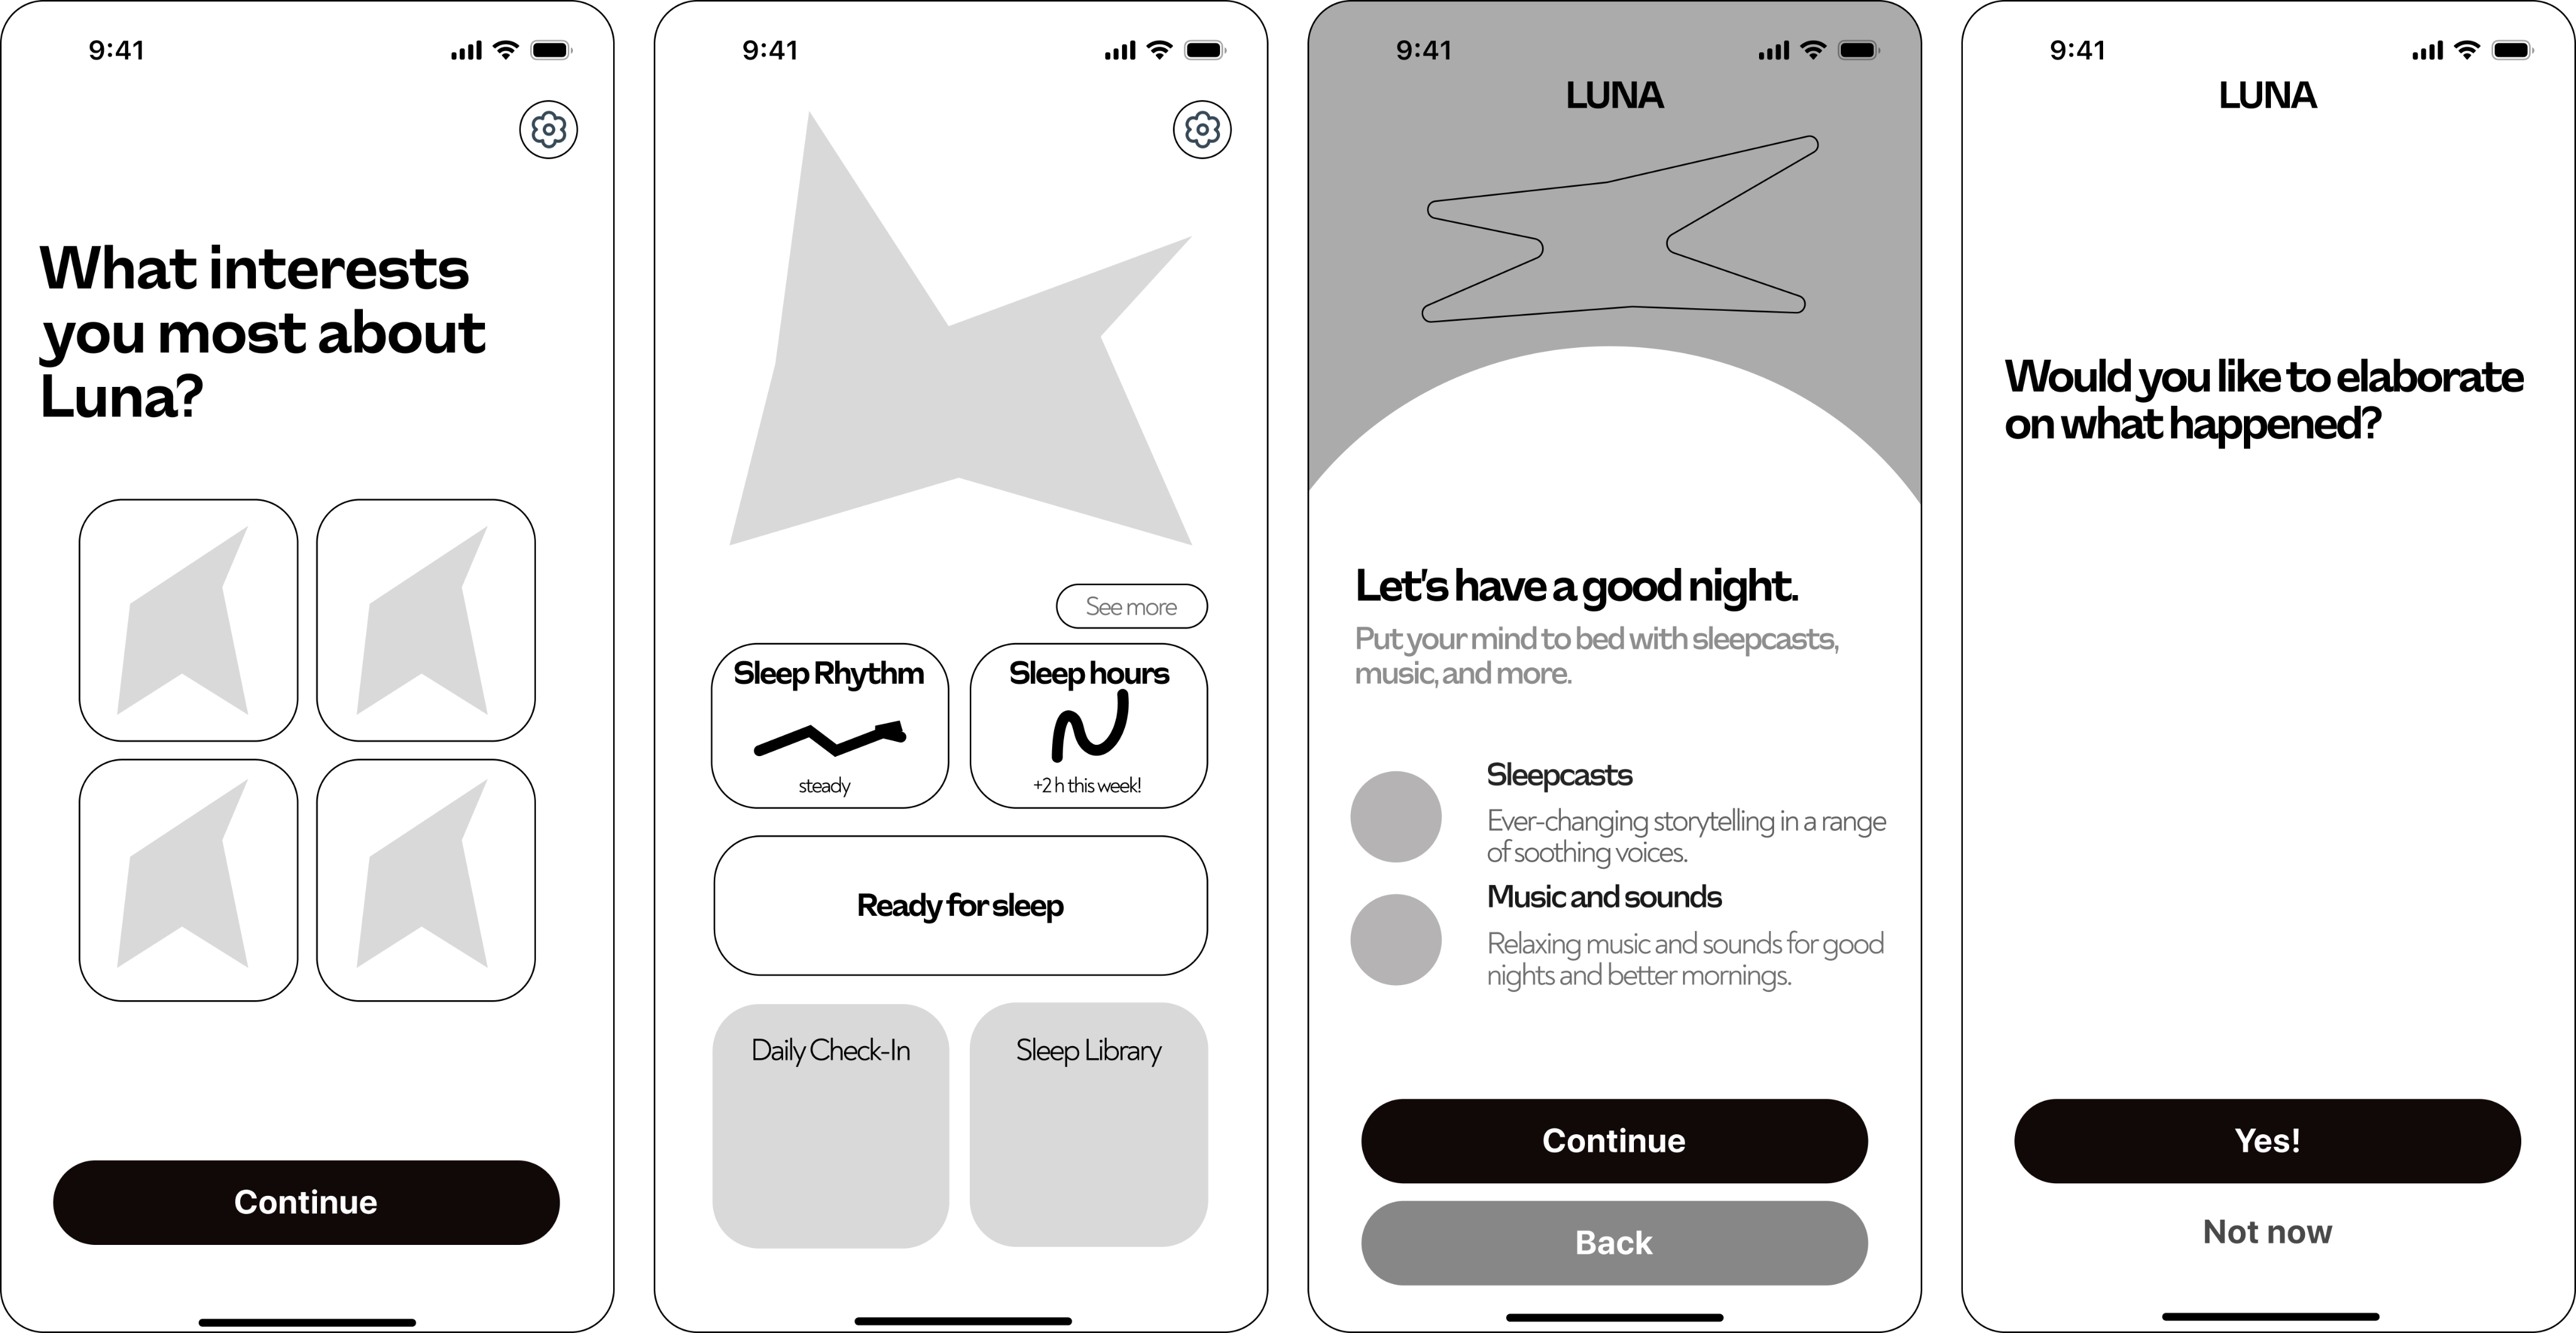 9:41
What interests
you most about
Luna?
Continue
9:41
See more
Sleep Rhythm
steady
Sleep hours
+2 h this week!
Ready for sleep
Daily Check-In
Sleep Library
9:41
LUNA
Let's have a good night.
Put your mind to bed with sleepcasts,
music, and more.
Sleepcasts
Ever-changing storytelling in a range
of soothing voices.
Music and sounds
Relaxing music and sounds for good
nights and better mornings.
Continue
Back
9:41
LUNA
Would you like to elaborate
on what happened?
Yes!
Not now